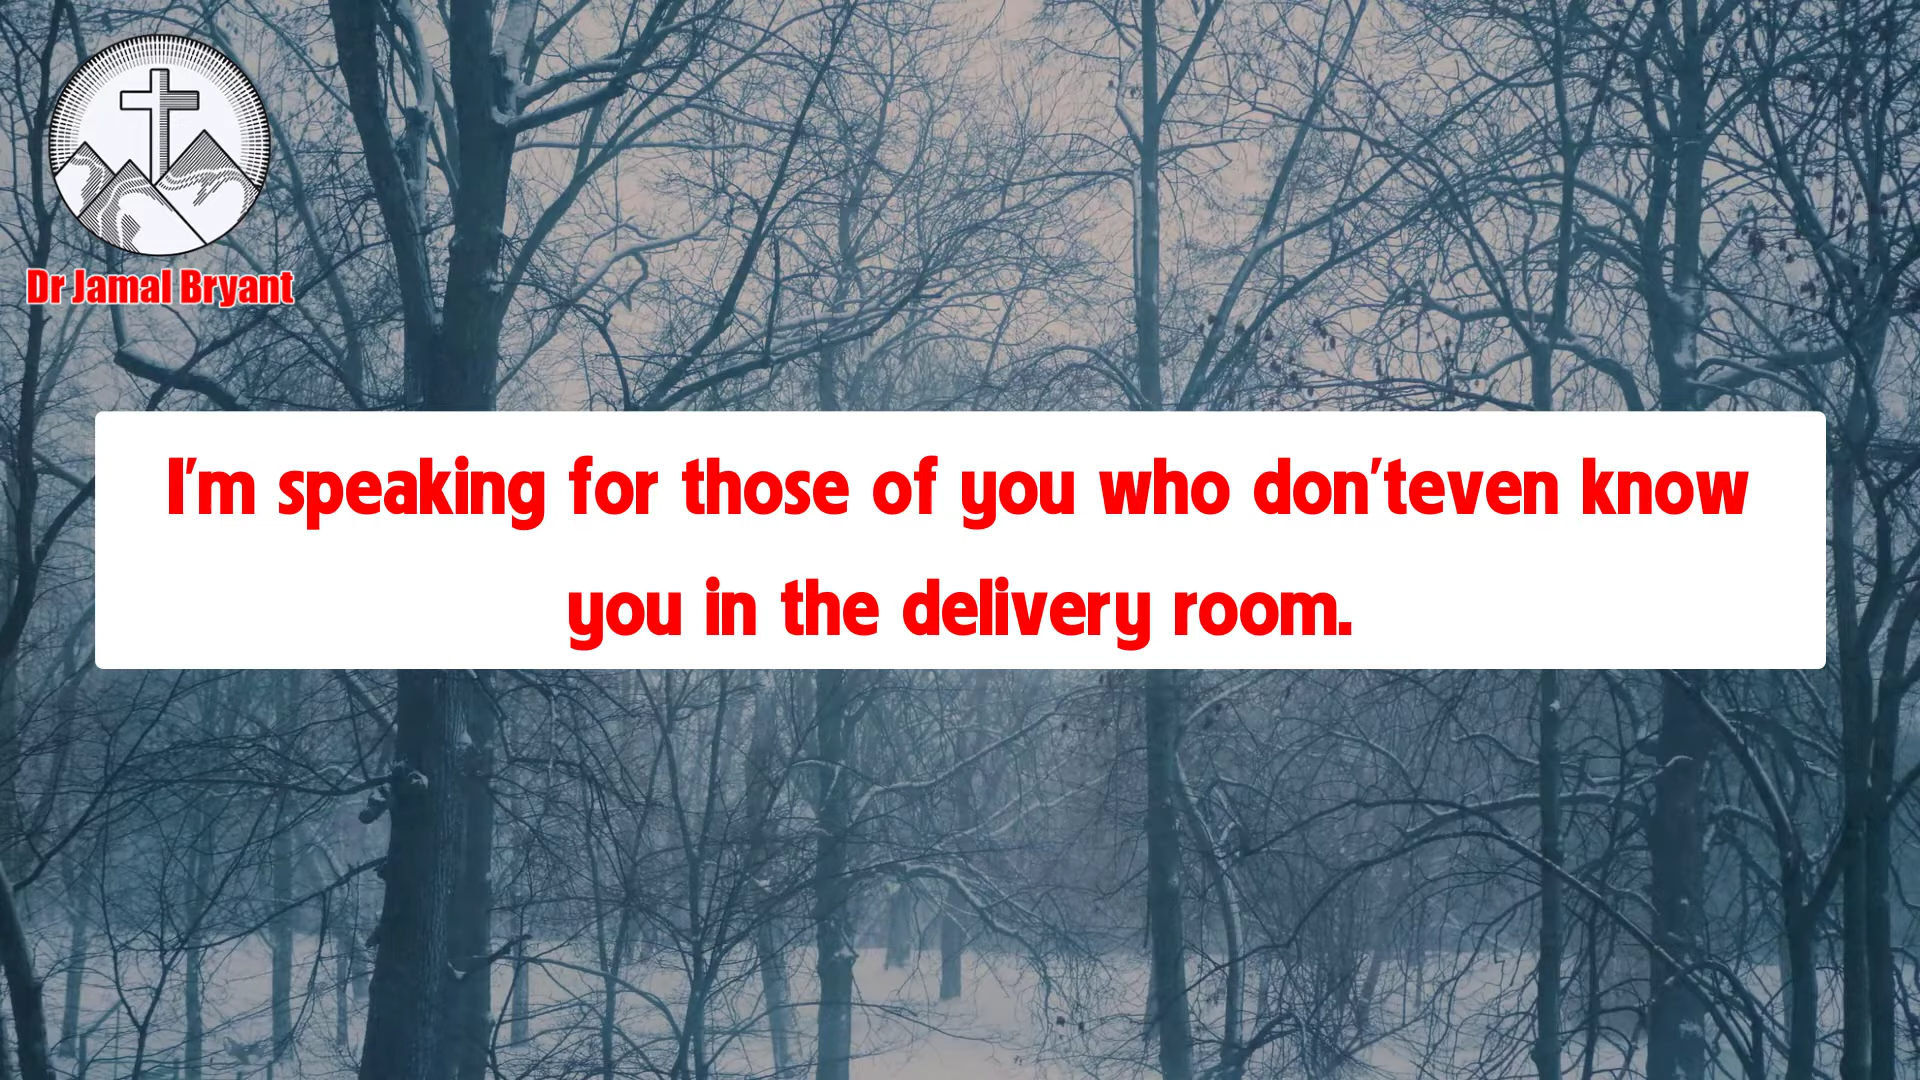 Dr Jamal Bryant
I'm speaking for those of you who don'teven know
you in the delivery room.